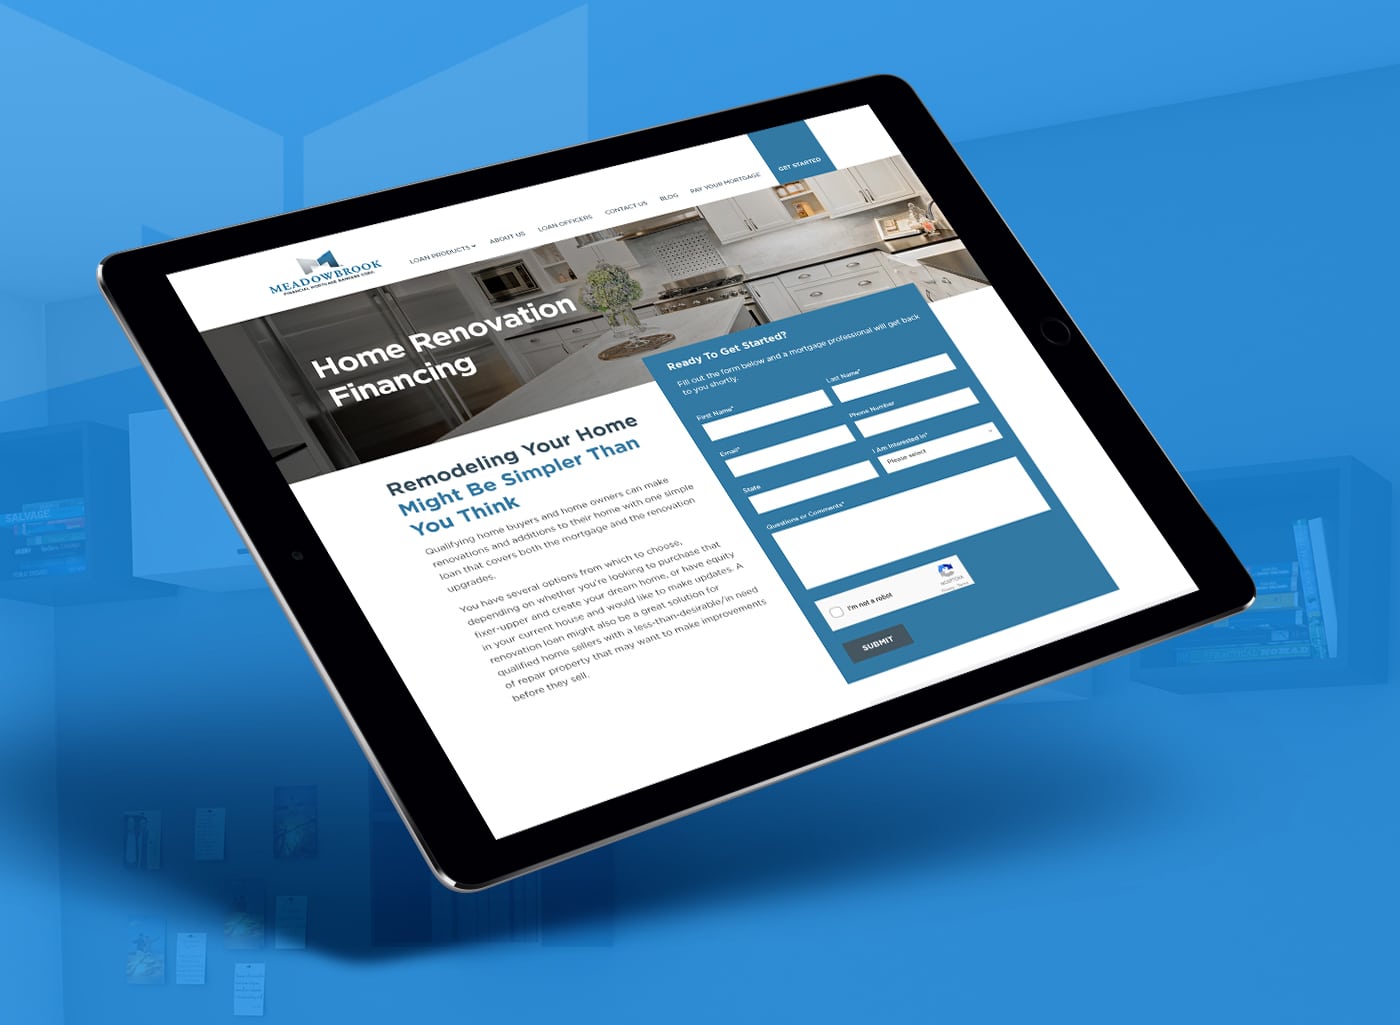 MEADOWBROOK
FINANCIAL MORTGAGE BANKERS CORP.
LOAN PRODUCTS
ABOUT US
LOAN OFFICERS
CONTACT US
BLOG
PAY YOUR MORTGAGE
GET STARTED
Home Renovation
Financing
Remodeling Your Home
Might Be Simpler Than
You Think
Qualifying home buyers and home owners can make
renovations and additions to their home with one simple
loan that covers both the mortgage and the renovation
upgrades.
You have several options from which to choose,
depending on whether you're looking to purchase that
fixer-upper and create your dream home, or have equity
in your current house and would like to make updates. A
renovation loan might also be a great solution for
qualified home sellers with a less-than-desirable/in need
of repair property that may want to make improvements
before they sell.
Ready To Get Started?
Fill out the form below and a mortgage professional will get back
to you shortly.
First Name*
Last Name*
Email*
Phone Number
State
I Am Interested in*
Please select
Questions or Comments*
I'm not a robot
reCAPTCHA
Privacy - Terms
SUBMIT
SALVAGE
NOMAD